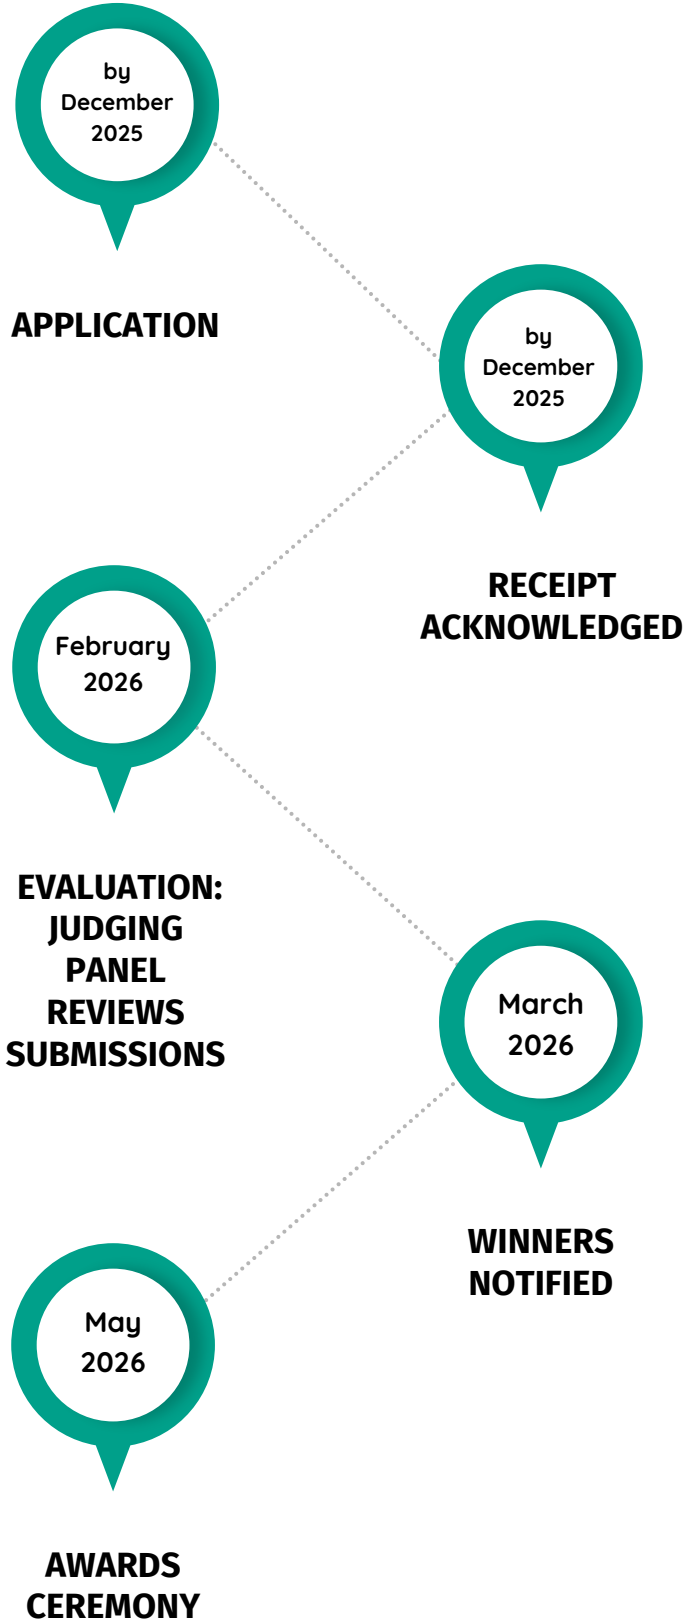 by
December
2025
APPLICATION
by
December
2025
RECEIPT
ACKNOWLEDGED
February
2026
EVALUATION:
JUDGING
PANEL
REVIEWS
SUBMISSIONS
March
2026
WINNERS
NOTIFIED
May
2026
AWARDS
CEREMONY